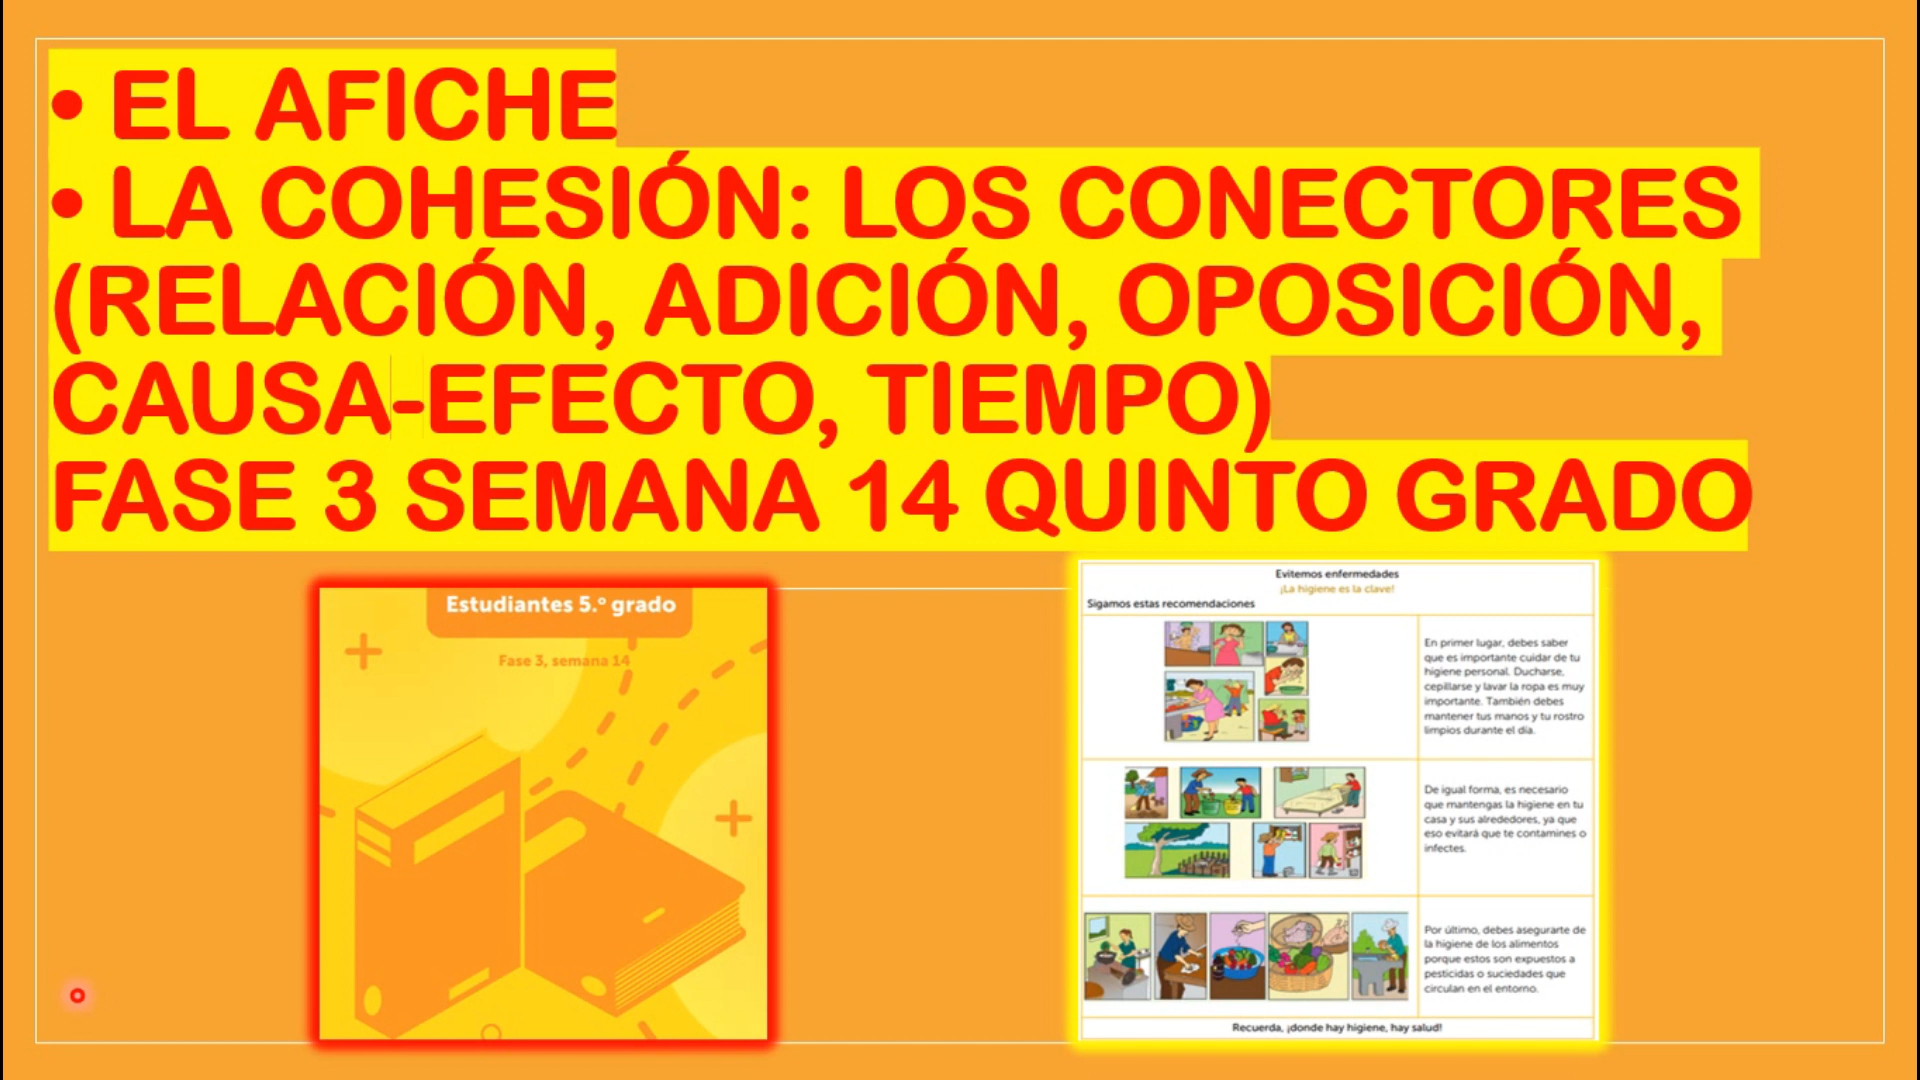 • EL AFICHE
• LA COHESIÓN: LOS CONECTORES
(RELACIÓN, ADICIÓN, OPOSICIÓN,
CAUSA-EFECTO, TIEMPO)
FASE 3 SEMANA 14 QUINTO GRADO
Estudiantes 5.º grado
Fase 3, semana 14
Evitemos enfermedades
¡La higiene es la clave!
Sigamos estas recomendaciones
En primer lugar, debes saber
que es importante cuidar de tu
higiene personal. Ducharse,
cepillarse y lavar la ropa es muy
importante. También debes
mantener tus manos y tu rostro
limpios durante el día.
De igual forma, es necesario
que mantengas la higiene en tu
casa y sus alrededores, ya que
eso evitará que te contamines o
infectes.
Por último, debes asegurarte de
la higiene de los alimentos
porque estos son expuestos a
pesticidas o suciedades que
circulan en el entorno.
Recuerda, ¡donde hay higiene, hay salud!